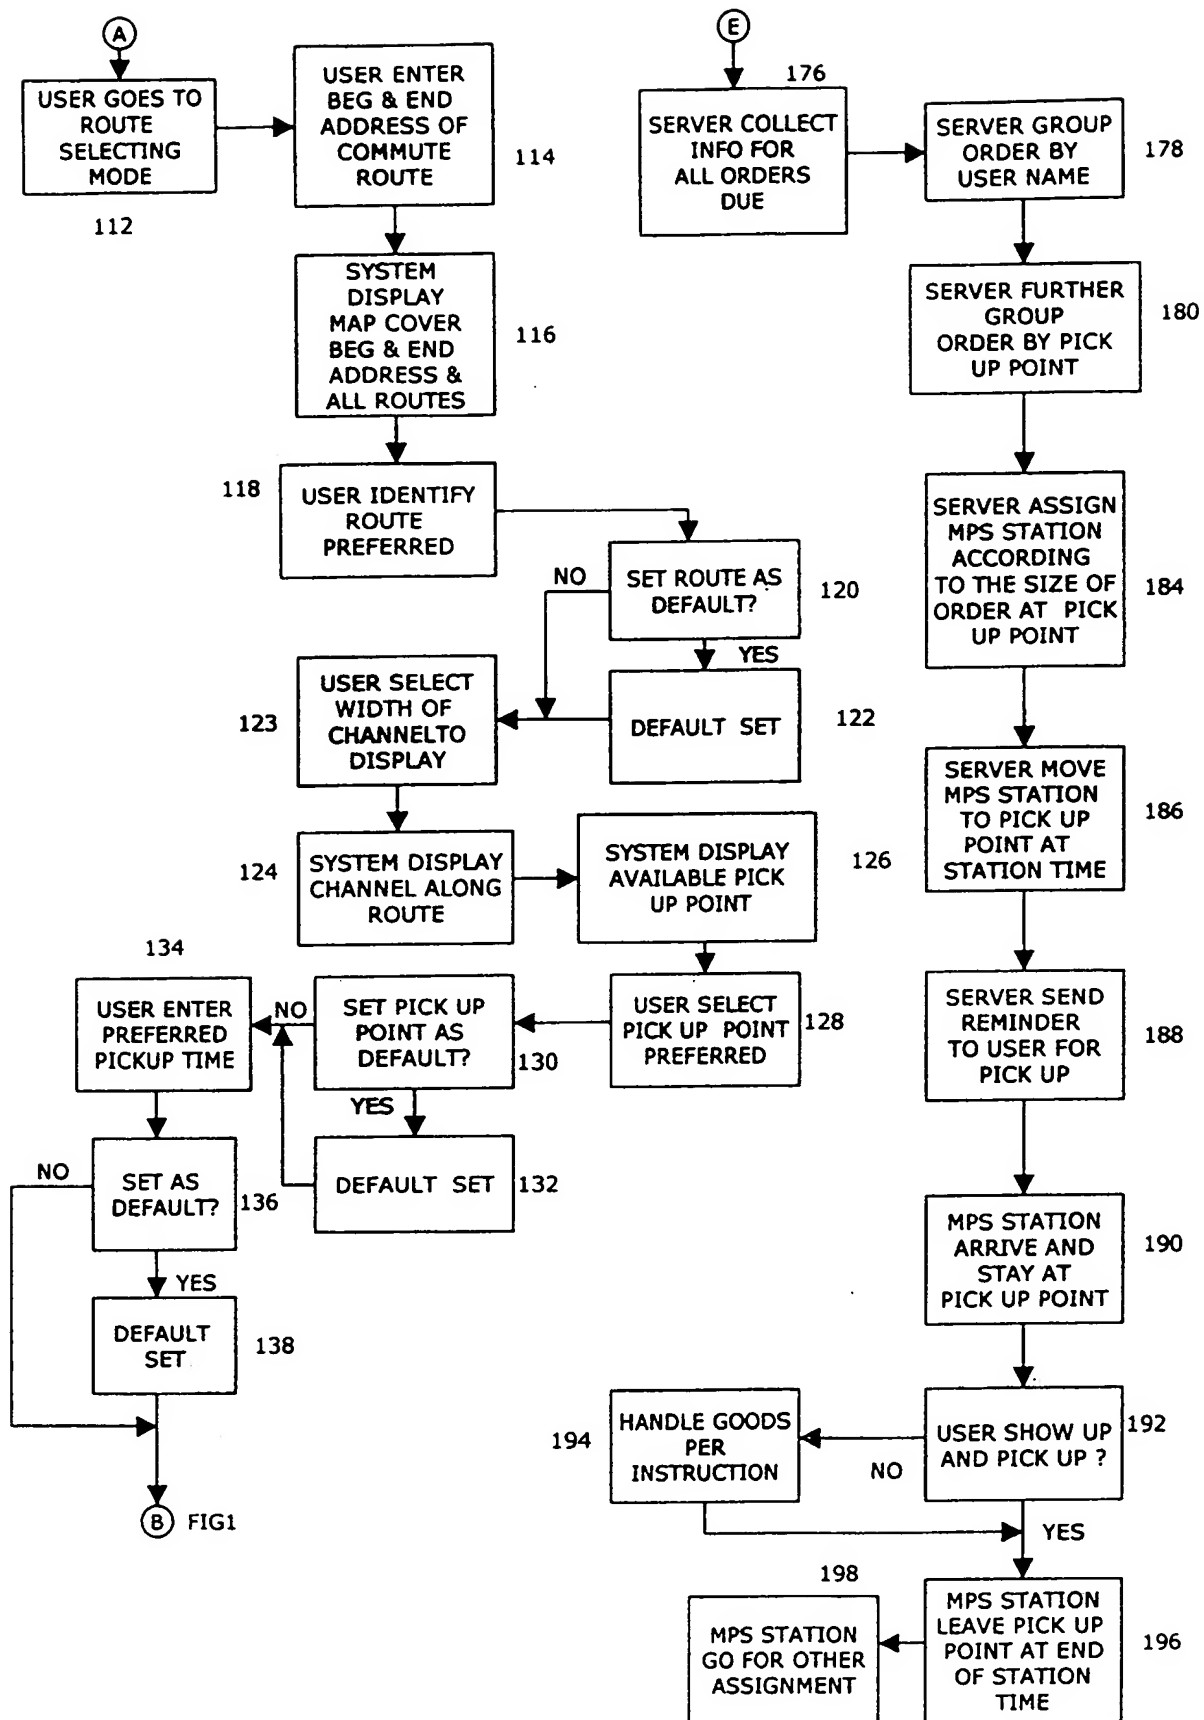 A
USER GOES TO
ROUTE
SELECTING
MODE
112
USER ENTER
BEG & END
ADDRESS OF
COMMUTE
ROUTE
114
SYSTEM
DISPLAY
MAP COVER
BEG & END
ADDRESS &
ALL ROUTES
116
118
USER IDENTIFY
ROUTE
PREFERRED
SET ROUTE AS
DEFAULT?
120
NO
YES
DEFAULT SET
122
123
USER SELECT
WIDTH OF
CHANNELTO
DISPLAY
124
SYSTEM DISPLAY
CHANNEL ALONG
ROUTE
SYSTEM DISPLAY
AVAILABLE PICK
UP POINT
126
USER SELECT
PICK UP POINT
PREFERRED
128
SET PICK UP
POINT AS
DEFAULT?
130
NO
YES
DEFAULT SET
132
134
USER ENTER
PREFERRED
PICKUP TIME
SET AS
DEFAULT?
136
NO
YES
DEFAULT
SET
138
B FIG1
E
176
SERVER COLLECT
INFO FOR
ALL ORDERS
DUE
SERVER GROUP
ORDER BY
USER NAME
178
SERVER FURTHER
GROUP
ORDER BY PICK
UP POINT
180
SERVER ASSIGN
MPS STATION
ACCORDING
TO THE SIZE OF
ORDER AT PICK
UP POINT
184
SERVER MOVE
MPS STATION
TO PICK UP
POINT AT
STATION TIME
186
SERVER SEND
REMINDER
TO USER FOR
PICK UP
188
MPS STATION
ARRIVE AND
STAY AT
PICK UP POINT
190
USER SHOW UP
AND PICK UP ?
192
NO
YES
194
HANDLE GOODS
PER
INSTRUCTION
MPS STATION
LEAVE PICK UP
POINT AT END
OF STATION
TIME
196
198
MPS STATION
GO FOR OTHER
ASSIGNMENT